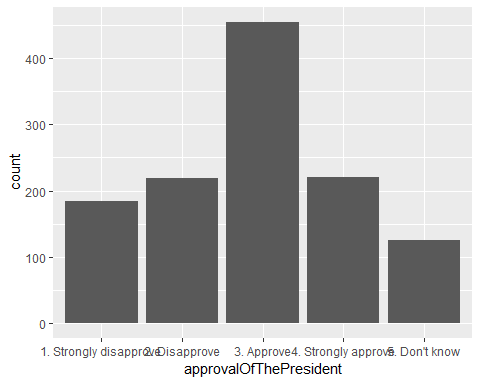 400
300
200
100
0
count
1. Strongly disapprove 2. Disapprove 3. Approve 4. Strongly approve 5. Don't know
approvalOfThePresident